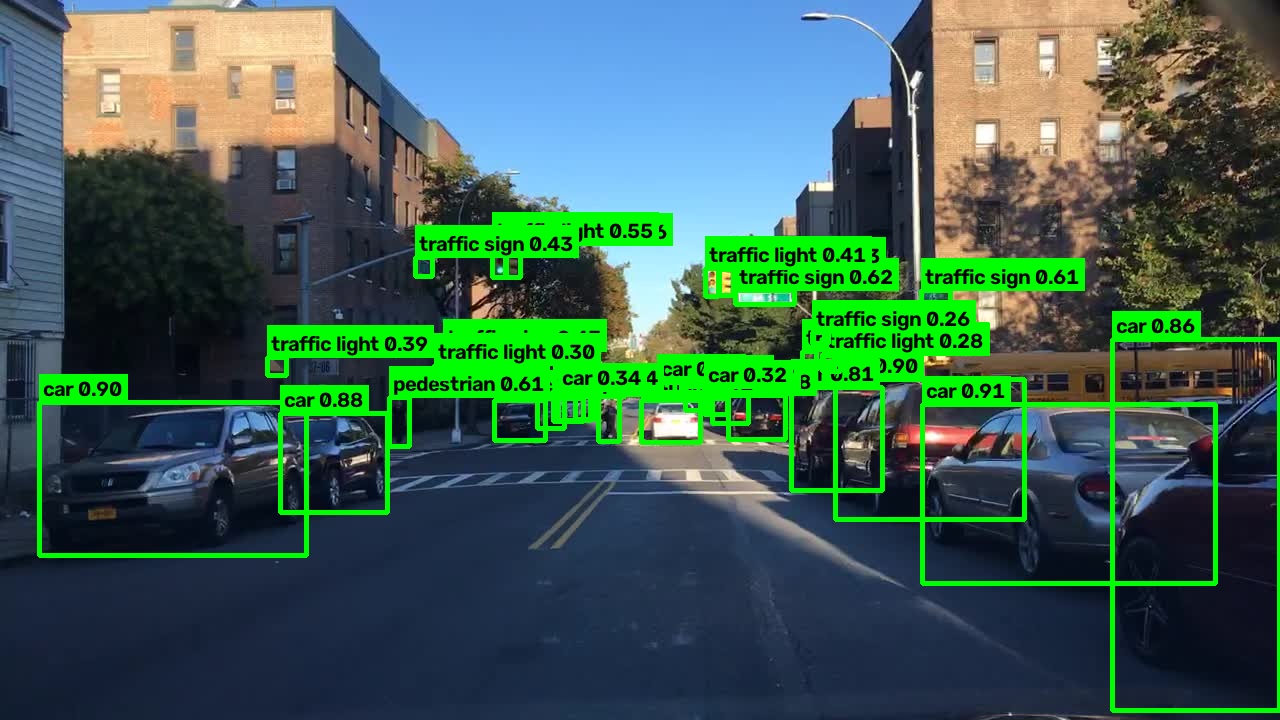 traffic light 0.55
traffic sign 0.43
traffic light 0.41
traffic sign 0.62
traffic sign 0.61
traffic sign 0.26
car 0.86
traffic light 0.39
traffic light 0.28
traffic light 0.30
car 0.34
car 0.32
0.81
0.90
car 0.90
pedestrian 0.61
car 0.91
car 0.88